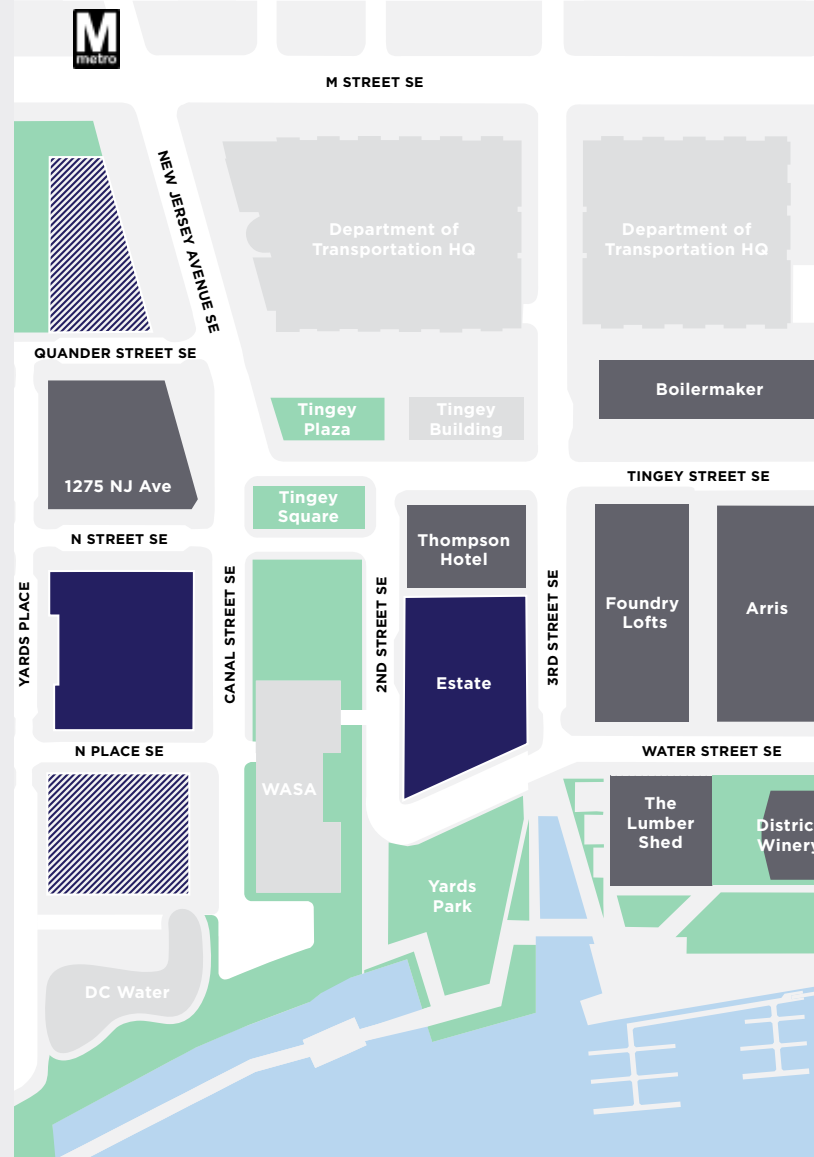 M
metro
M STREET SE
NEW JERSEY AVENUE SE
Department of
Transportation HQ
Department of
Transportation HQ
QUANDER STREET SE
Boilermaker
Tingey
Plaza
Tingey
Building
1275 NJ Ave
TINGEY STREET SE
Tingey
Square
N STREET SE
Thompson
Hotel
YARDS PLACE
CANAL STREET SE
2ND STREET SE
3RD STREET SE
Foundry
Lofts
Arris
Estate
N PLACE SE
WATER STREET SE
WASA
The
Lumber
Shed
Distric
Winery
Yards
Park
DC Water